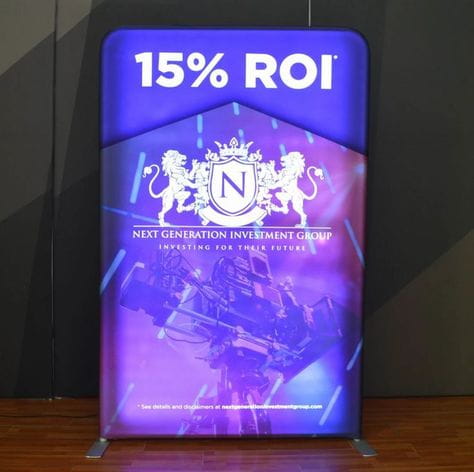 15% ROI*
N
NEXT GENERATION INVESTMENT GROUP
INVESTING FOR THEIR FUTURE
* See details and disclaimers at nextgenerationinvestmentgroup.com